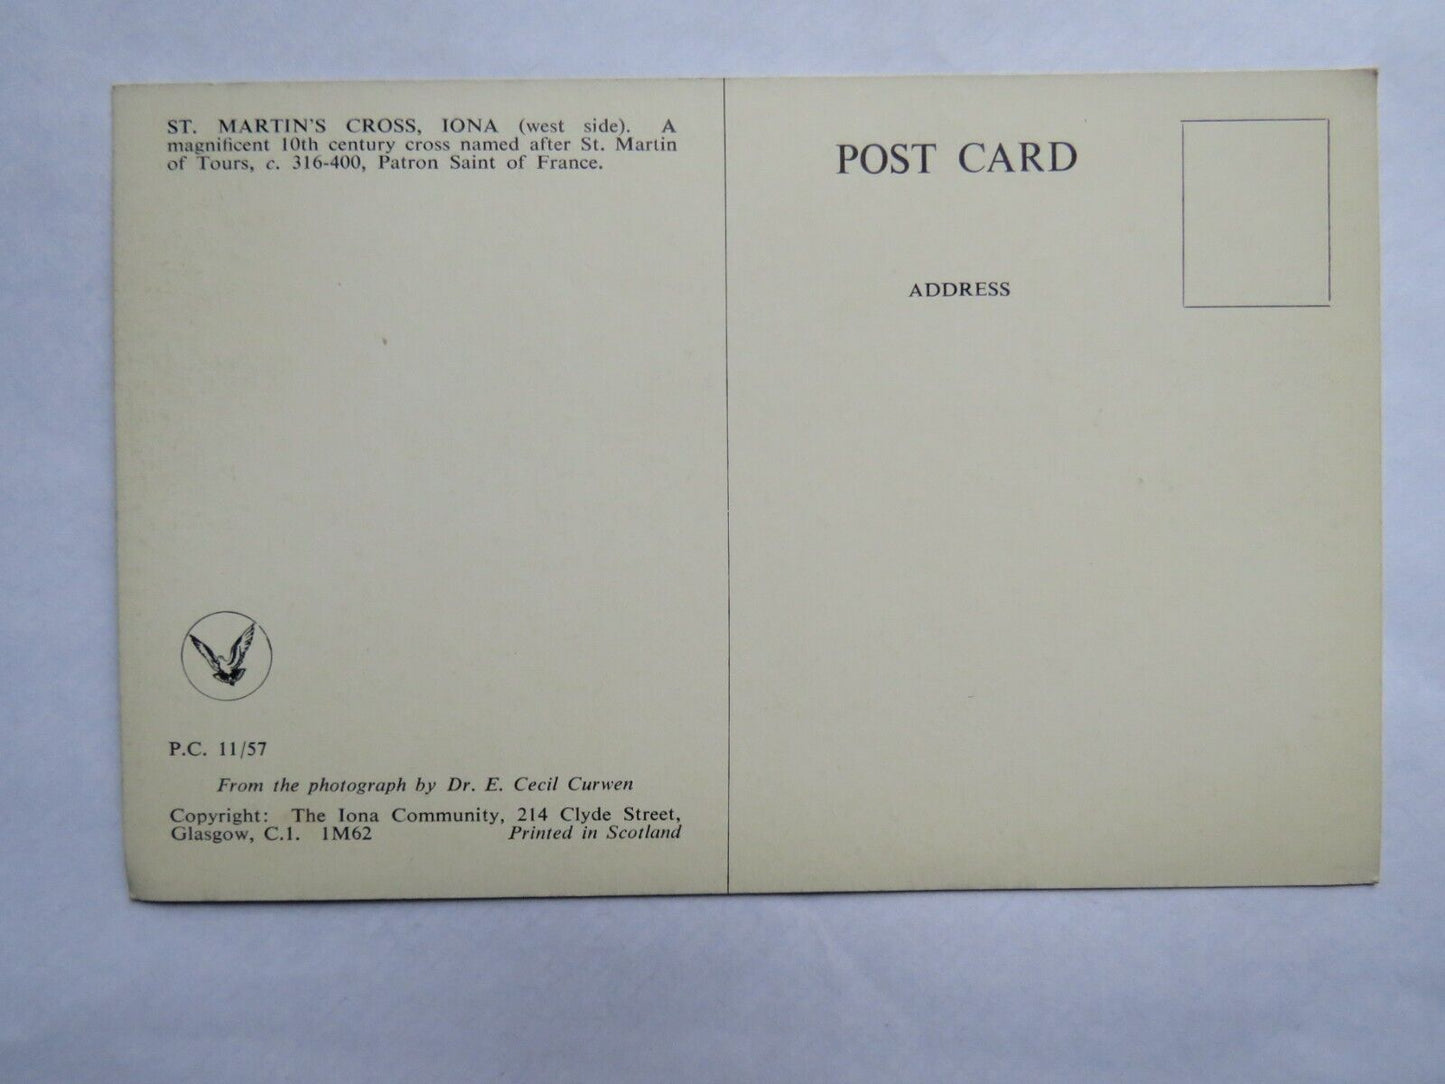 ST. MARTIN'S CROSS, IONA (west side). A
magnificent 10th century cross named after St. Martin
of Tours, c. 316-400, Patron Saint of France.
POST CARD
ADDRESS
P.C. 11/57
From the photograph by Dr. E. Cecil Curwen
Copyright: The Iona Community, 214 Clyde Street,
Glasgow, C.1. 1M62 Printed in Scotland